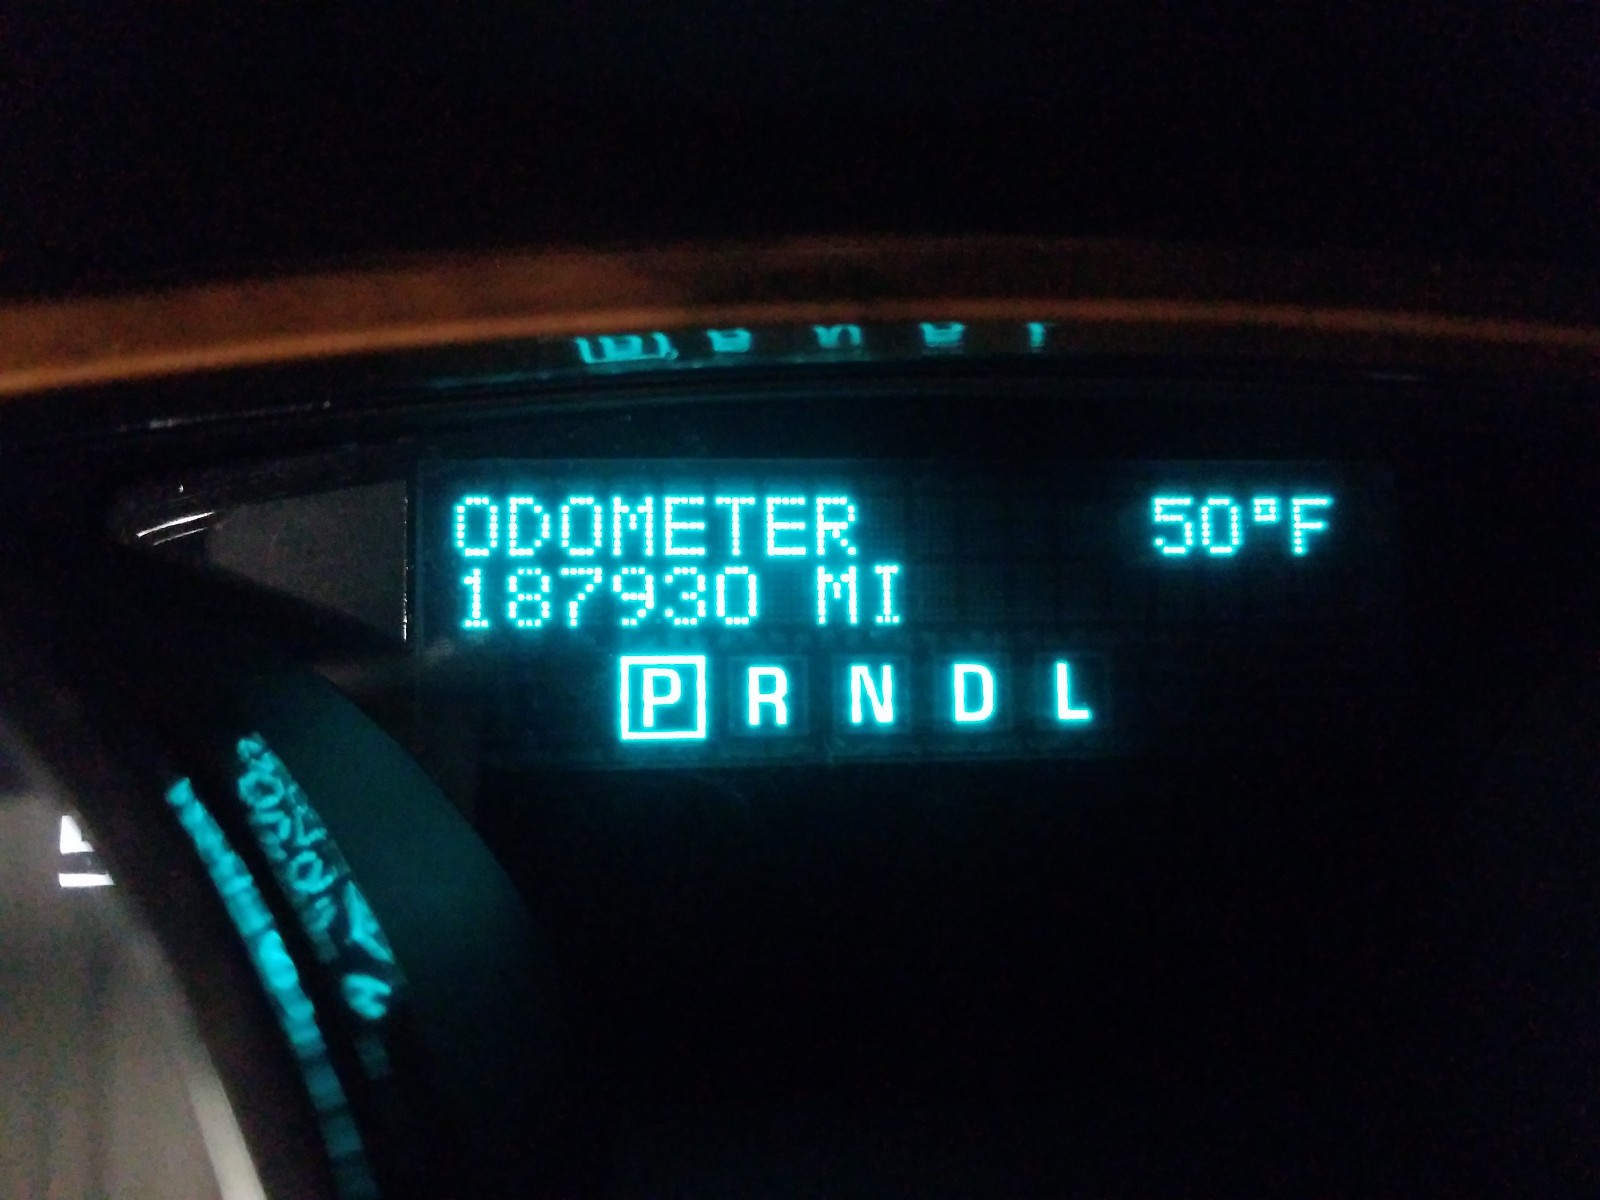 ODOMETER 50°F
187930 MI
P R N D L